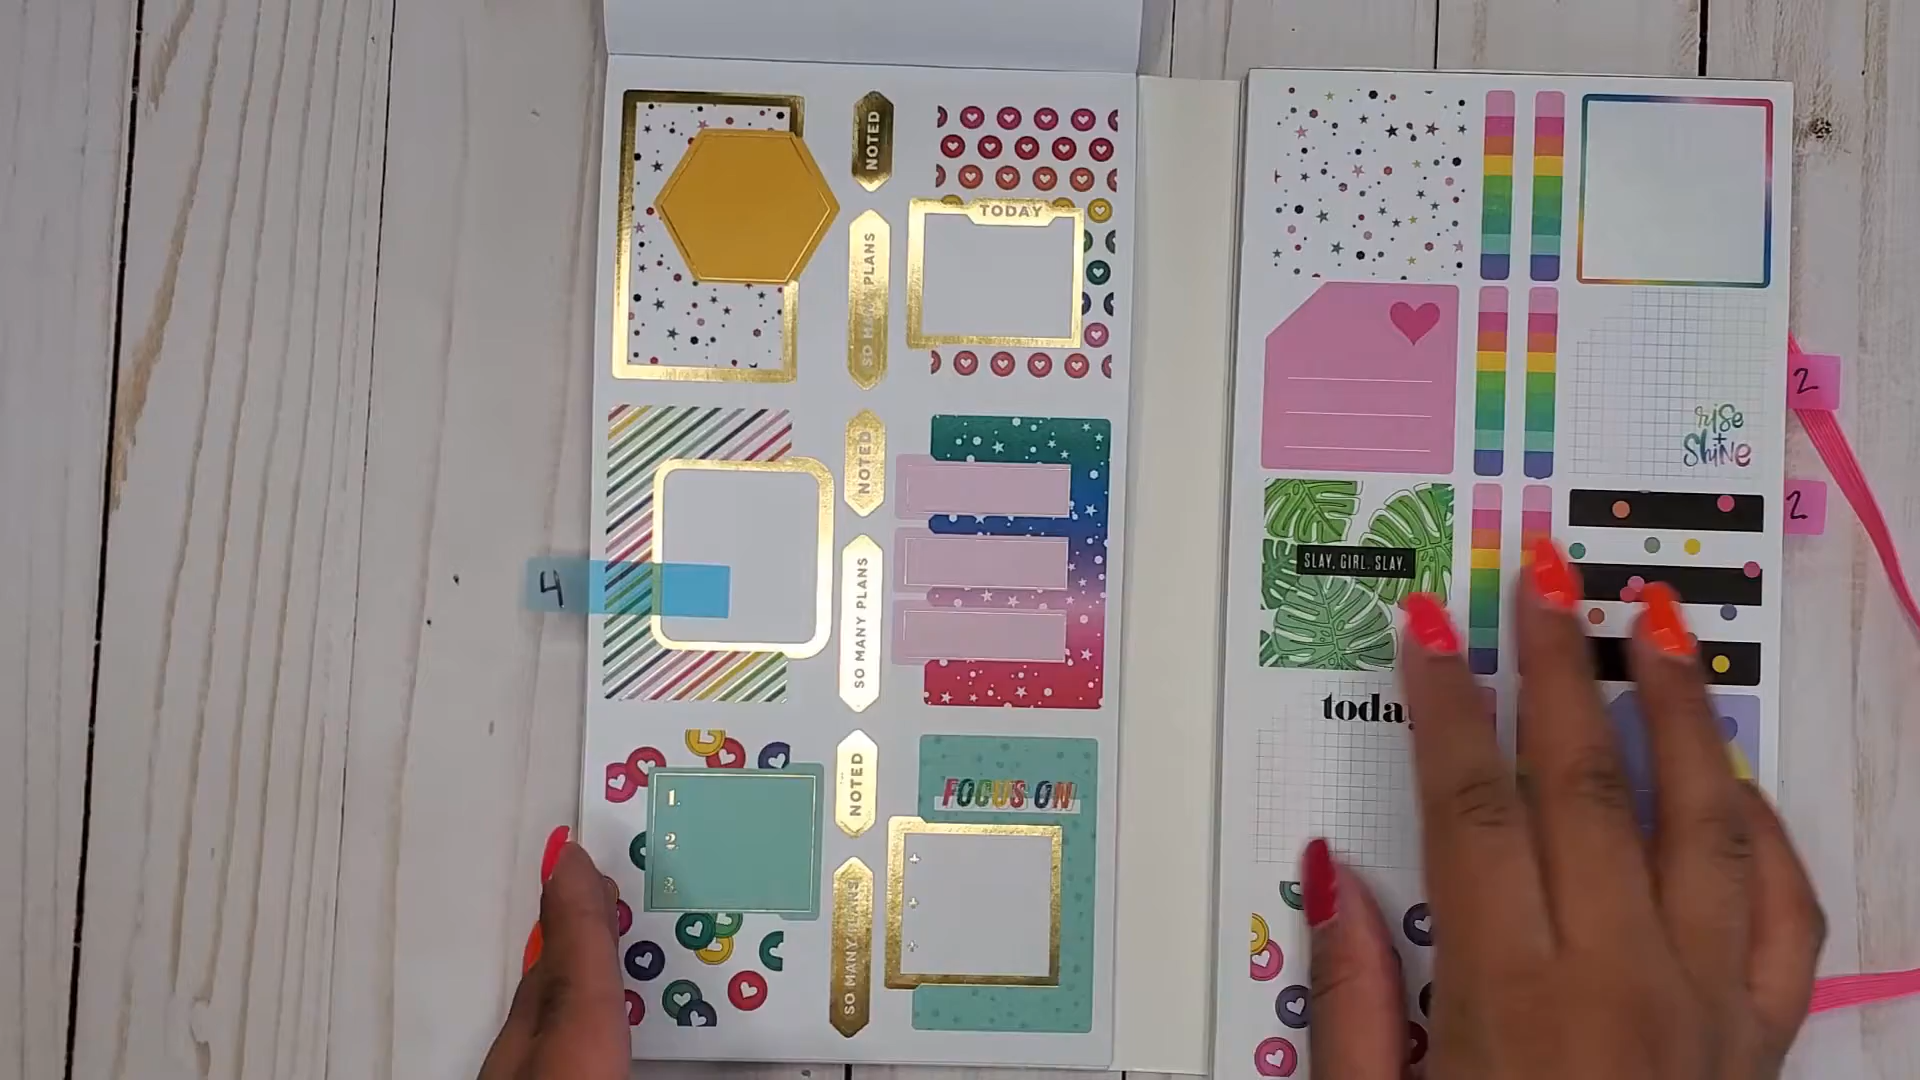 NOTED
SO MANY PLANS
TODAY
NOTED
SO MANY PLANS
4
1.
2.
3.
NOTED
SO MANY PLANS
FOCUS ON
rise
+
shine
2
2
SLAY, GIRL. SLAY.
today